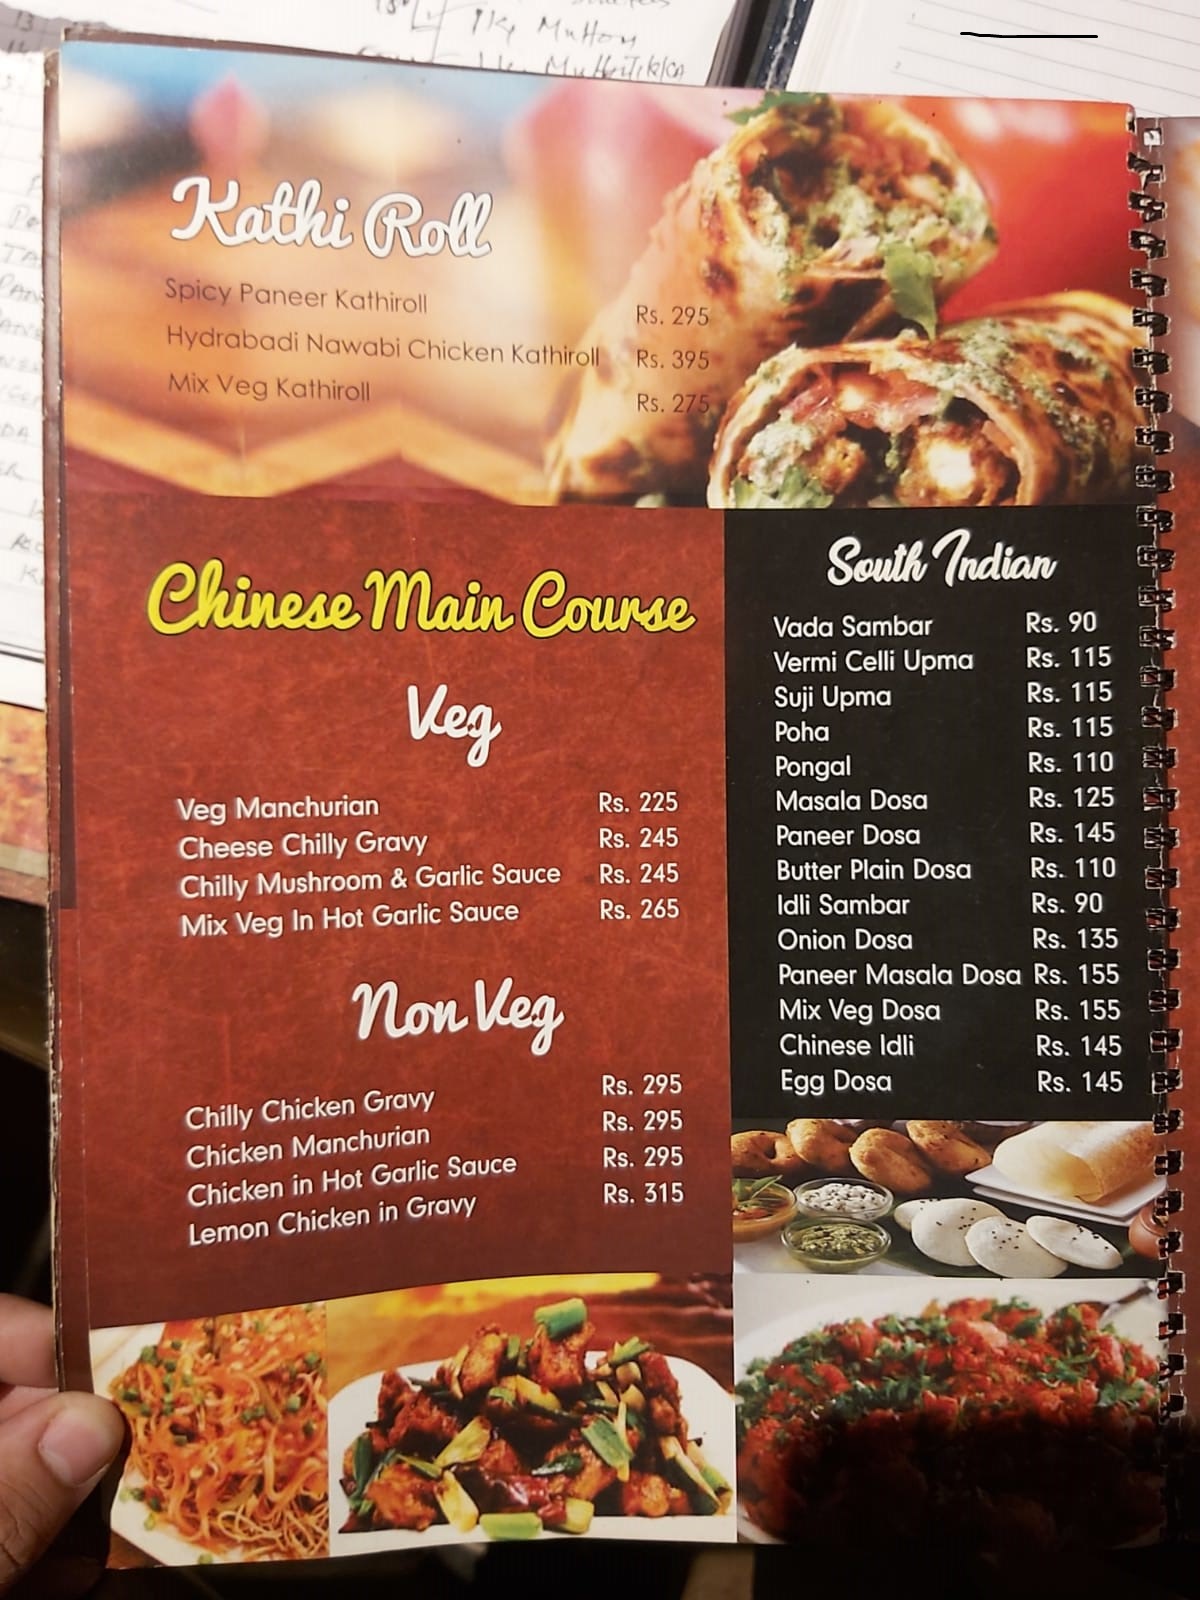 1kg Mutton
Kathi Roll
Spicy Paneer Kathiroll Rs. 295
Hydrabadi Nawabi Chicken Kathiroll Rs. 395
Mix Veg Kathiroll Rs. 275
Chinese Main Course
Veg
Veg Manchurian Rs. 225
Cheese Chilly Gravy Rs. 245
Chilly Mushroom & Garlic Sauce Rs. 245
Mix Veg In Hot Garlic Sauce Rs. 265
Non Veg
Chilly Chicken Gravy Rs. 295
Chicken Manchurian Rs. 295
Chicken in Hot Garlic Sauce Rs. 295
Lemon Chicken in Gravy Rs. 315
South Indian
Vada Sambar Rs. 90
Vermi Celli Upma Rs. 115
Suji Upma Rs. 115
Poha Rs. 115
Pongal Rs. 110
Masala Dosa Rs. 125
Paneer Dosa Rs. 145
Butter Plain Dosa Rs. 110
Idli Sambar Rs. 90
Onion Dosa Rs. 135
Paneer Masala Dosa Rs. 155
Mix Veg Dosa Rs. 155
Chinese Idli Rs. 145
Egg Dosa Rs. 145